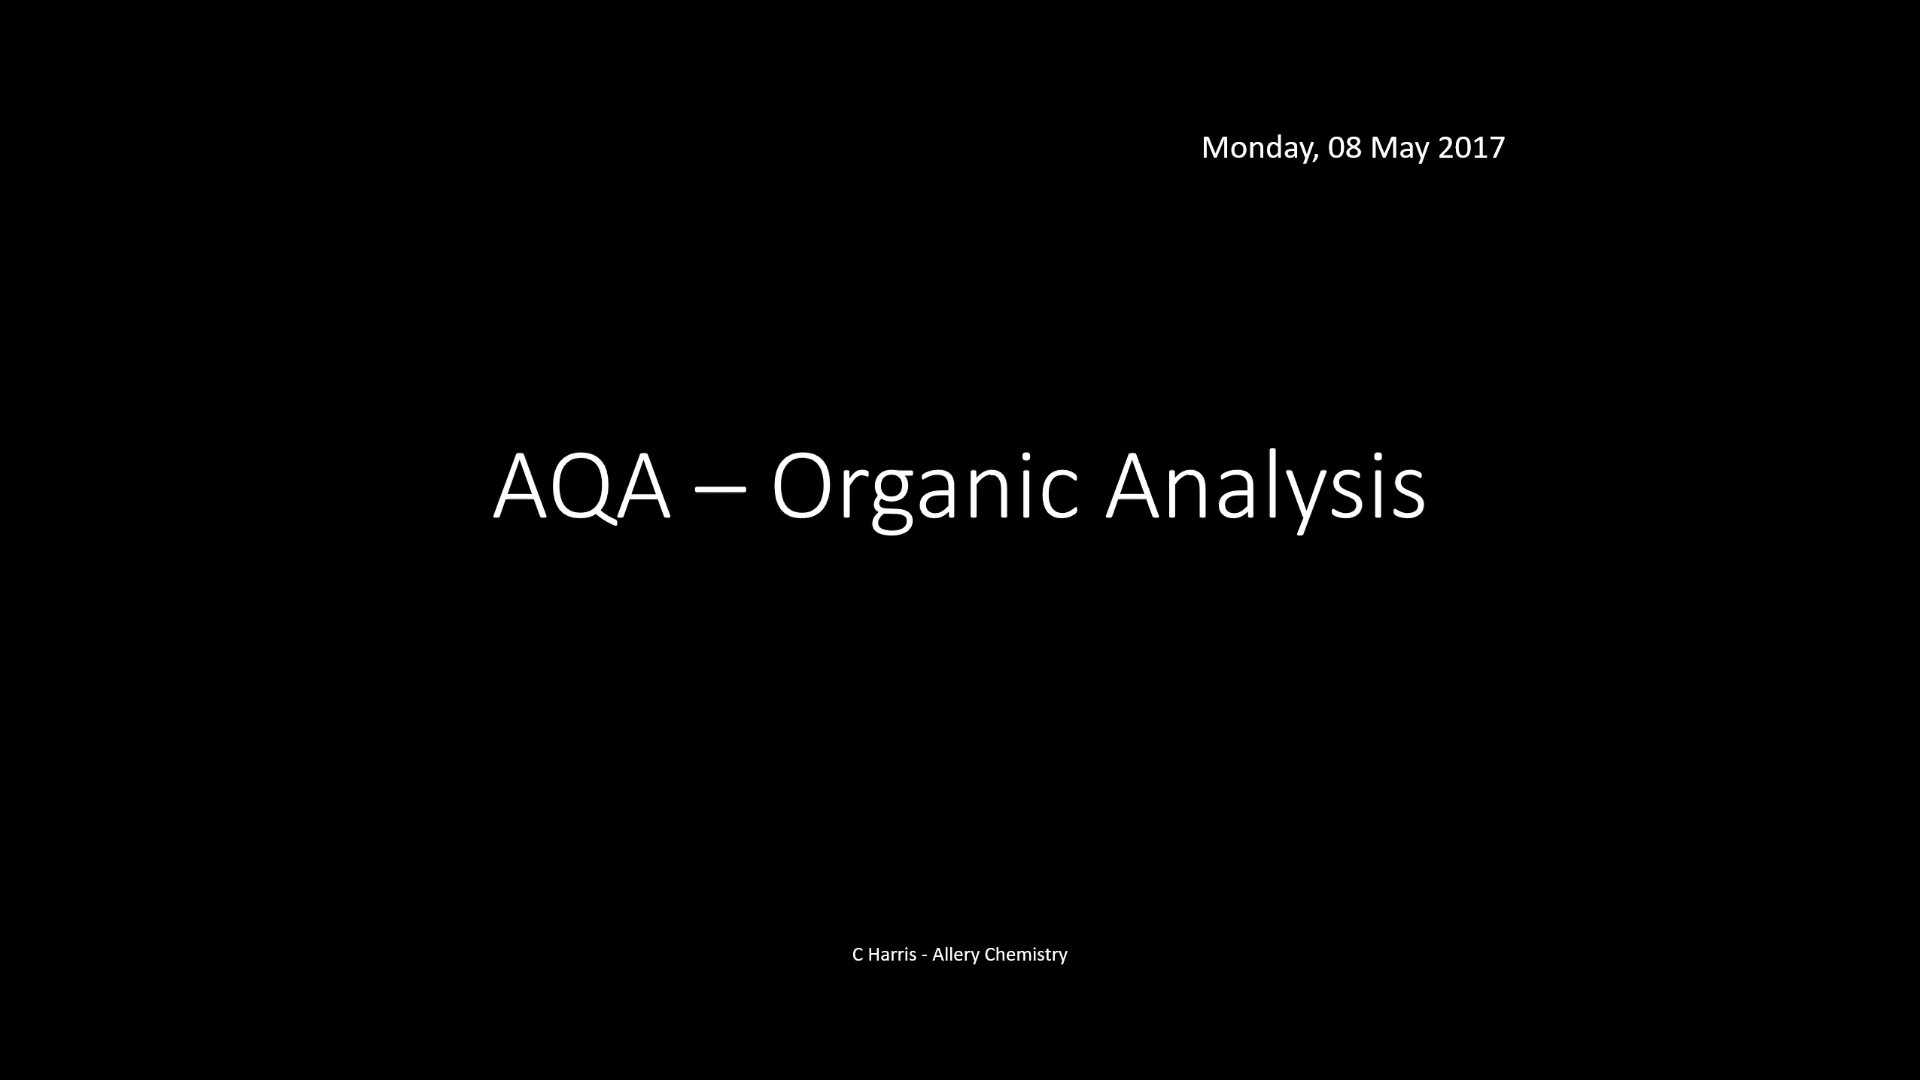 Monday, 08 May 2017
AQA – Organic Analysis
C Harris - Allery Chemistry